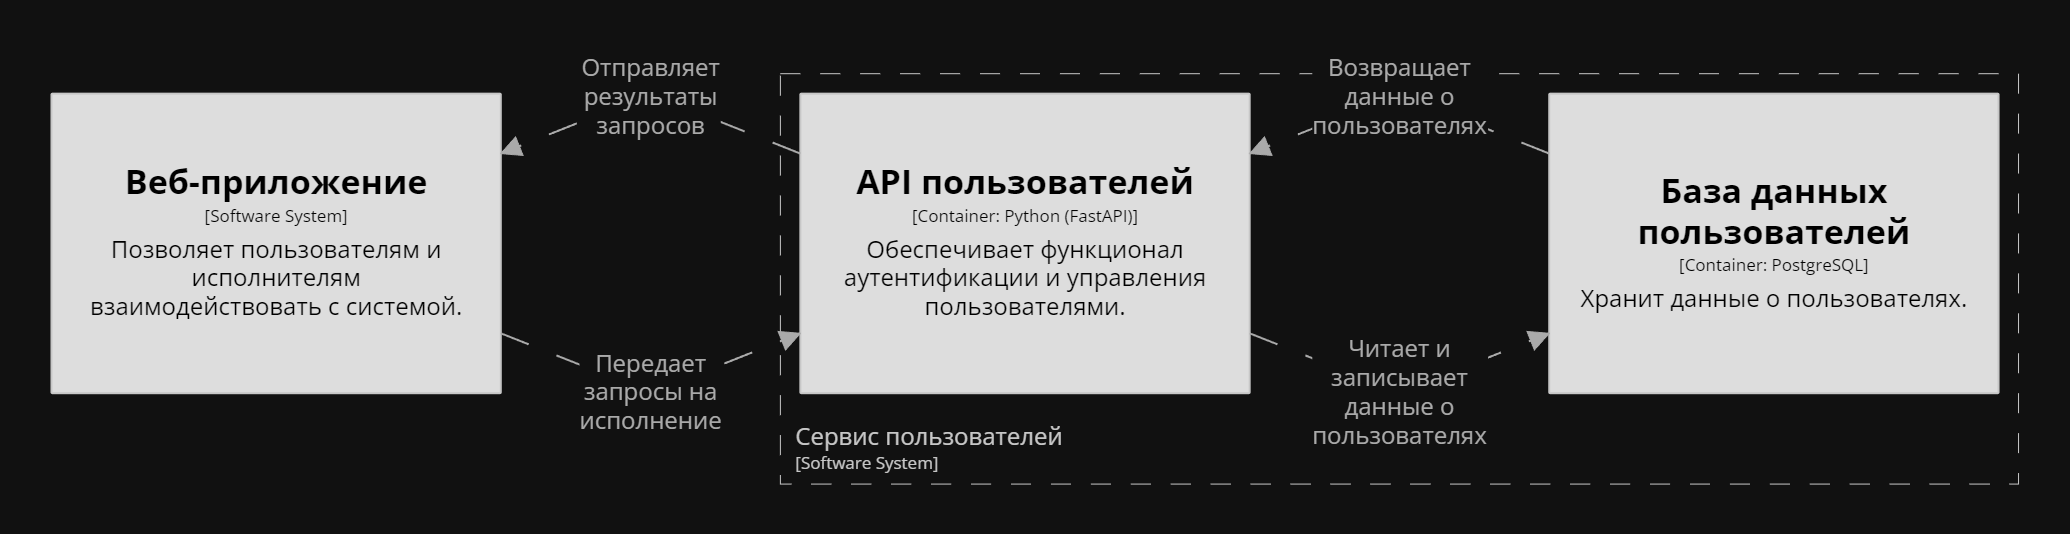 Веб-приложение
[Software System]
Позволяет пользователям и
исполнителям
взаимодействовать с системой.
Отправляет
результаты
запросов
Передает
запросы на
исполнение
API пользователей
[Container: Python (FastAPI)]
Обеспечивает функционал
аутентификации и управления
пользователями.
Возвращает
данные о
пользователях
Читает и
записывает
данные о
пользователях
База данных
пользователей
[Container: PostgreSQL]
Хранит данные о пользователях.
Сервис пользователей
[Software System]